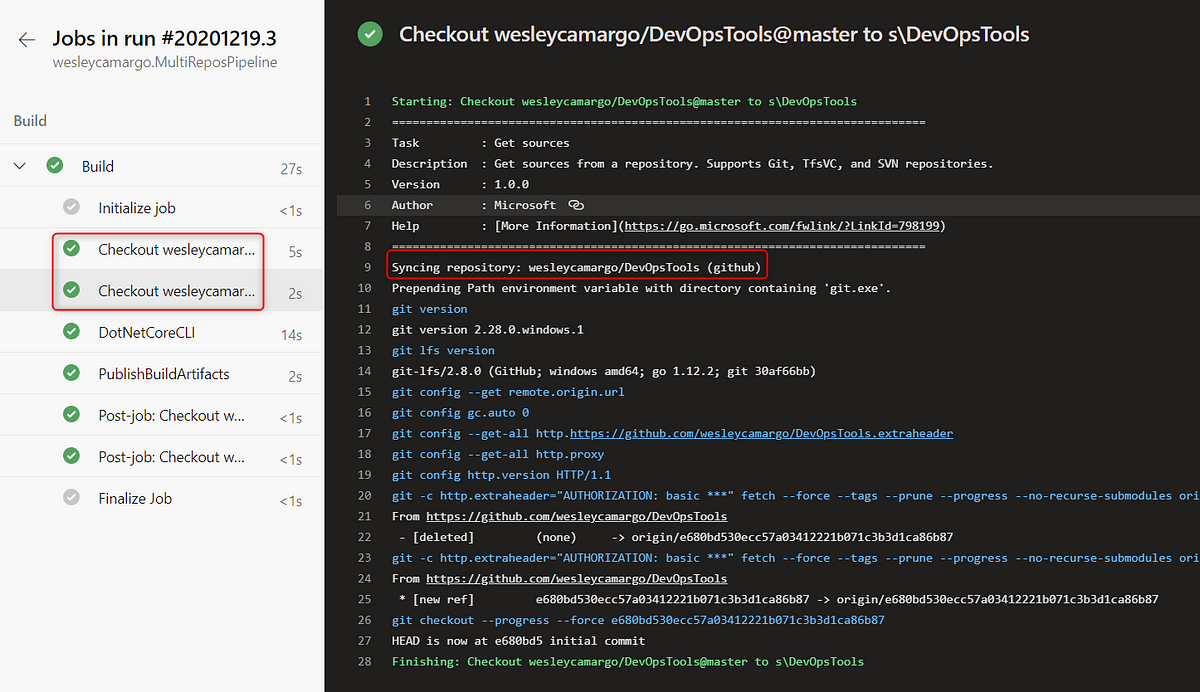 Jobs in run #20201219.3
wesleycamargo.MultiReposPipeline
Build
Build 27s
Initialize job <1s
Checkout wesleycamar... 5s
Checkout wesleycamar... 2s
DotNetCoreCLI 14s
PublishBuildArtifacts 2s
Post-job: Checkout w... <1s
Post-job: Checkout w... <1s
Finalize Job <1s
Checkout wesleycamargo/DevOpsTools@master to s\DevOpsTools
1 Starting: Checkout wesleycamargo/DevOpsTools@master to s\DevOpsTools
2 ==============================================================================
3 Task         : Get sources
4 Description  : Get sources from a repository. Supports Git, TfsVC, and SVN repositories.
5 Version      : 1.0.0
6 Author       : Microsoft
7 Help         : [More Information](https://go.microsoft.com/fwlink/?LinkId=798199)
8 ==============================================================================
9 Syncing repository: wesleycamargo/DevOpsTools (github)
10 Prepending Path environment variable with directory containing 'git.exe'.
11 git version
12 git version 2.28.0.windows.1
13 git lfs version
14 git-lfs/2.8.0 (GitHub; windows amd64; go 1.12.2; git 30af66bb)
15 git config --get remote.origin.url
16 git config gc.auto 0
17 git config --get-all http.https://github.com/wesleycamargo/DevOpsTools.extraheader
18 git config --get-all http.proxy
19 git config http.version HTTP/1.1
20 git -c http.extraheader="AUTHORIZATION: basic ***" fetch --force --tags --prune --progress --no-recurse-submodules ori
21 From https://github.com/wesleycamargo/DevOpsTools
22  - [deleted]         (none)     -> origin/e680bd530ecc57a03412221b071c3b3d1ca86b87
23 git -c http.extraheader="AUTHORIZATION: basic ***" fetch --force --tags --prune --progress --no-recurse-submodules ori
24 From https://github.com/wesleycamargo/DevOpsTools
25  * [new ref]         e680bd530ecc57a03412221b071c3b3d1ca86b87 -> origin/e680bd530ecc57a03412221b071c3b3d1ca86b87
26 git checkout --progress --force e680bd530ecc57a03412221b071c3b3d1ca86b87
27 HEAD is now at e680bd5 initial commit
28 Finishing: Checkout wesleycamargo/DevOpsTools@master to s\DevOpsTools